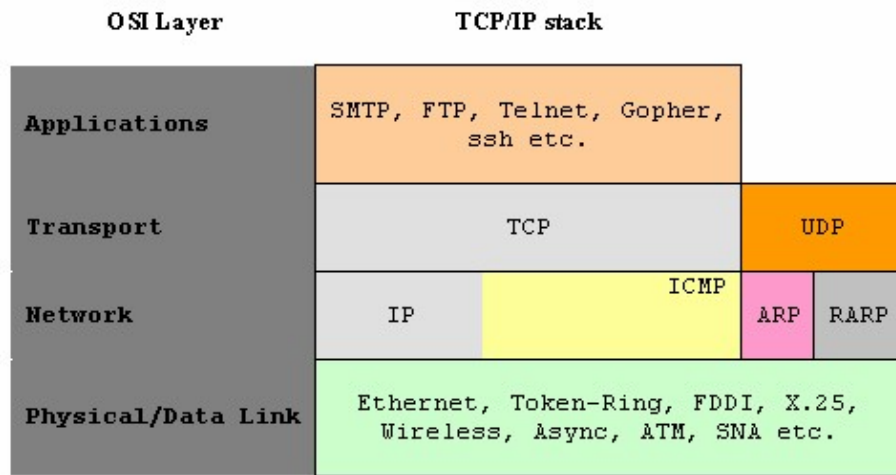 OSI Layer TCP/IP stack
Applications
SMTP, FTP, Telnet, Gopher,
ssh etc.
Transport TCP UDP
Network IP ICMP ARP RARP
Physical/Data Link
Ethernet, Token-Ring, FDDI, X.25,
Wireless, Async, ATM, SNA etc.